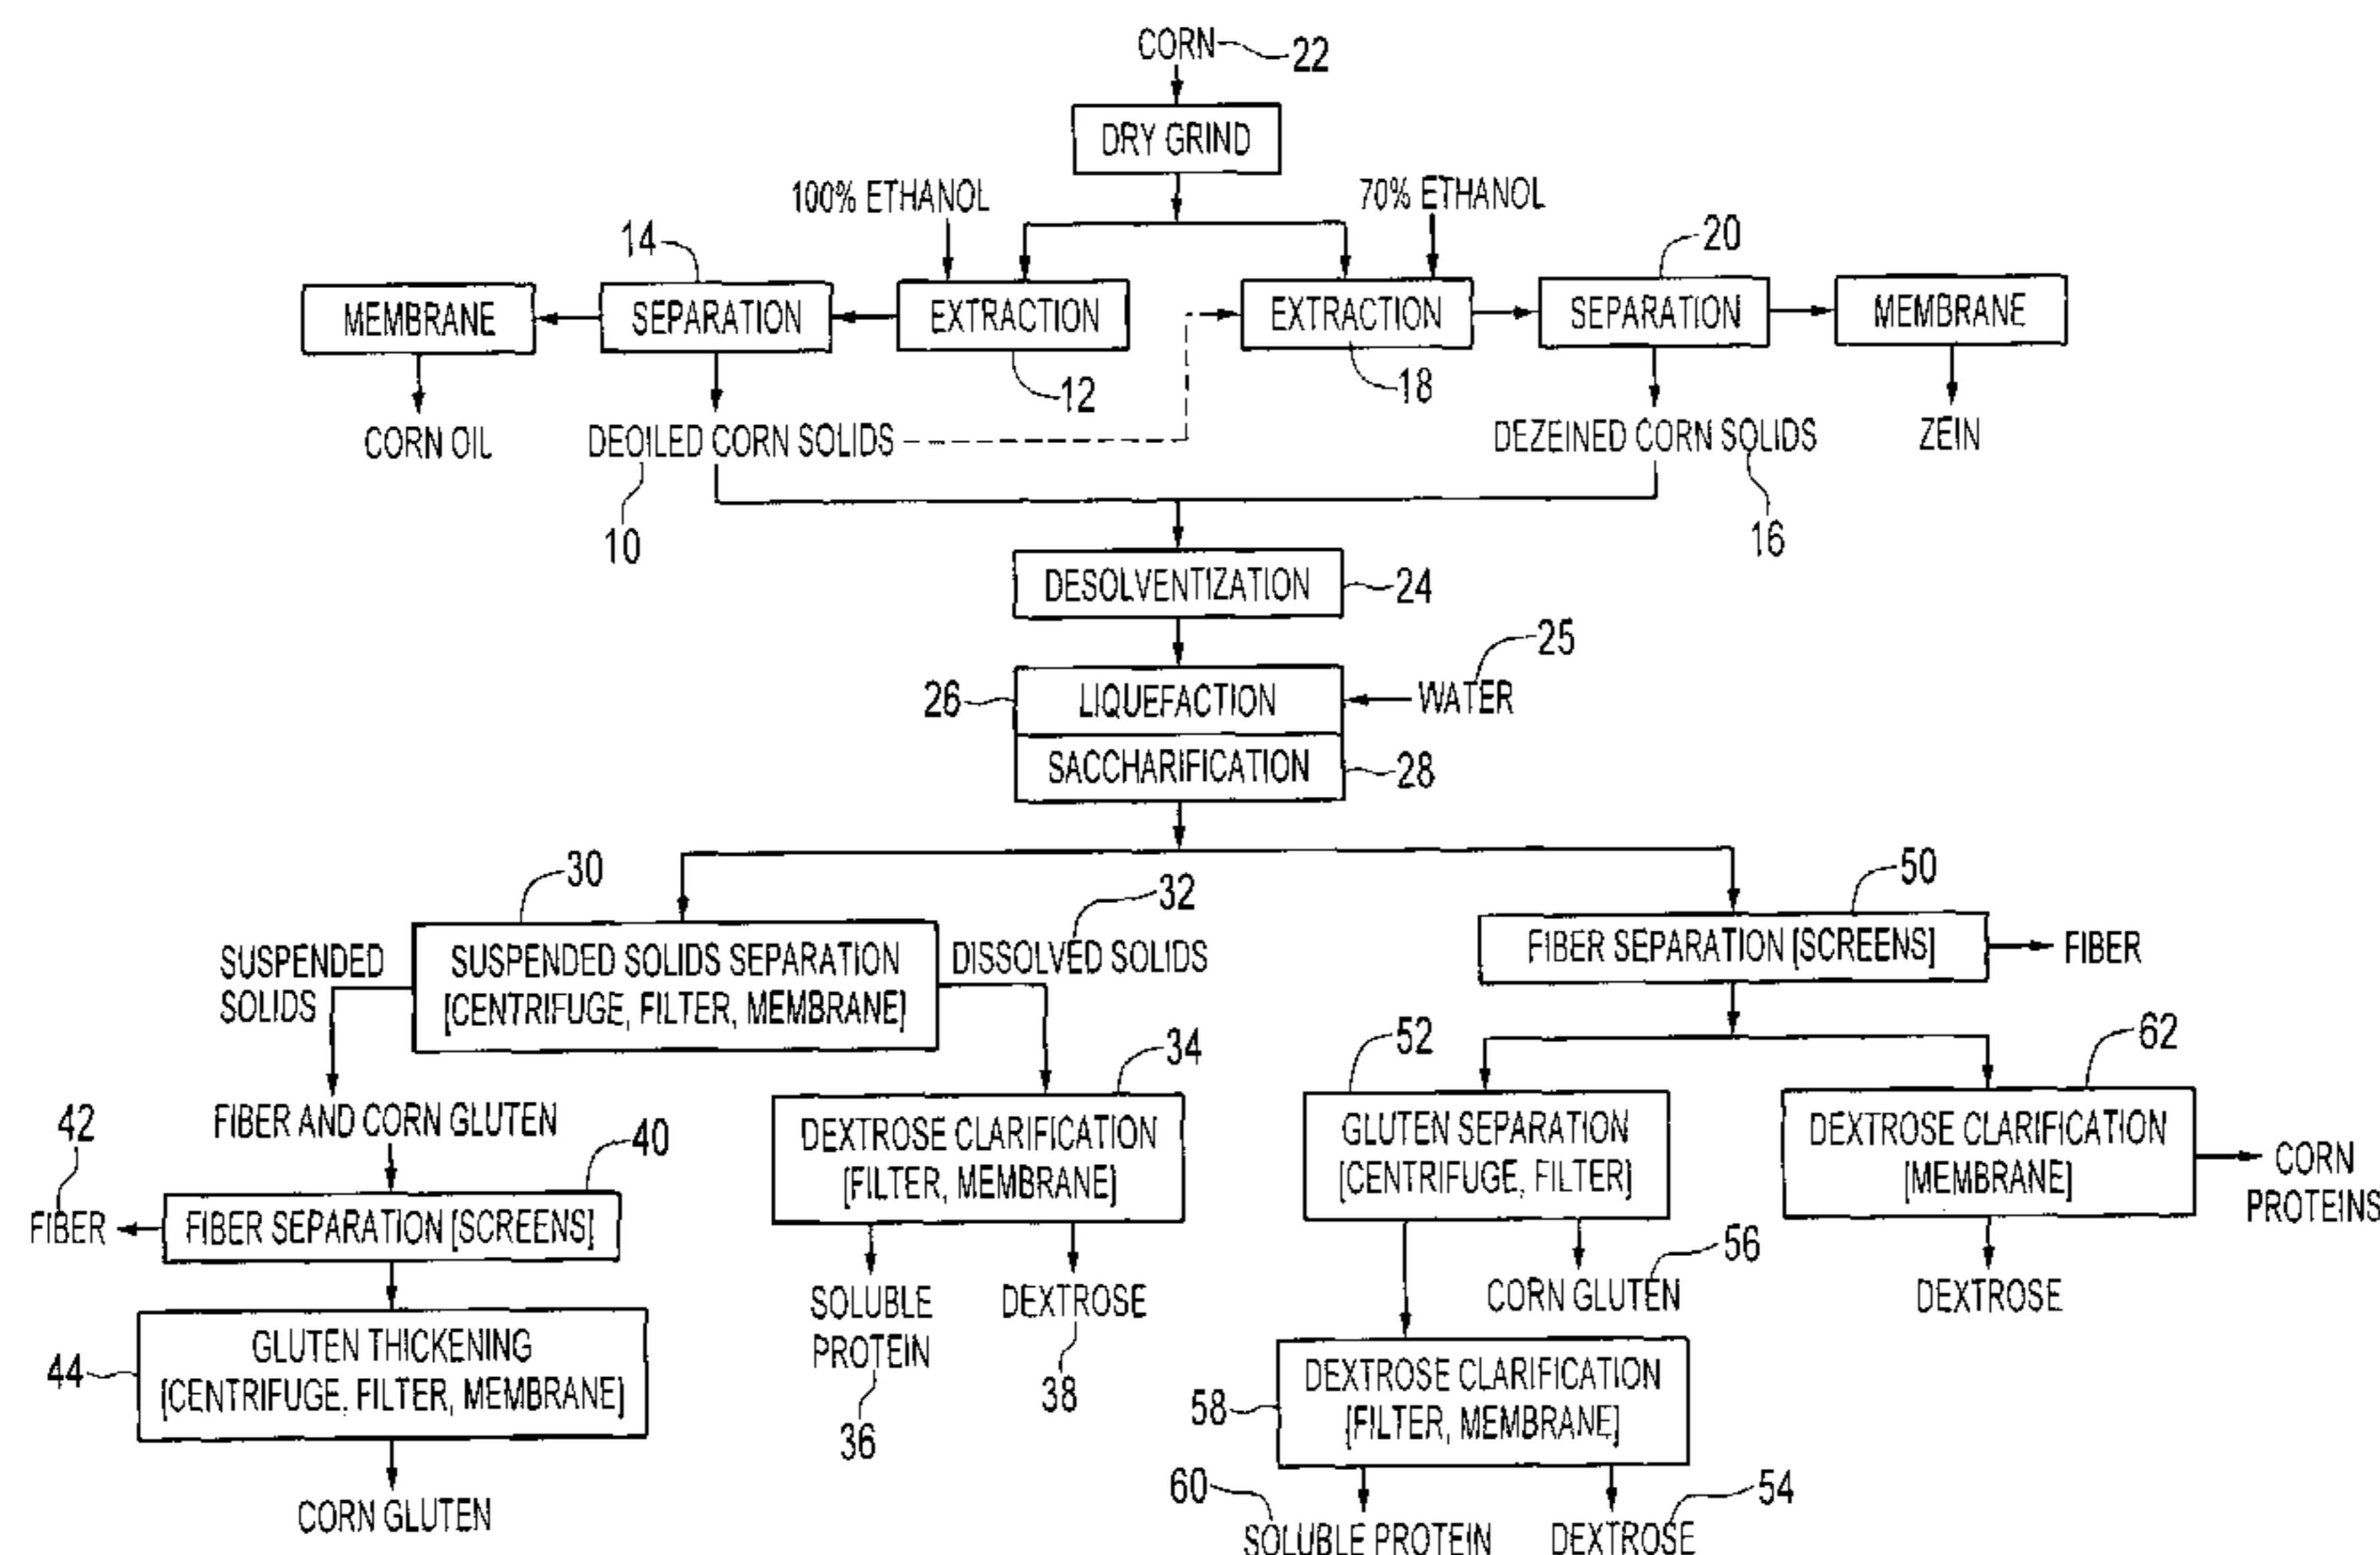 CORN
22
DRY GRIND
100% ETHANOL
70% ETHANOL
14
20
MEMBRANE
SEPARATION
EXTRACTION
EXTRACTION
SEPARATION
MEMBRANE
12
18
CORN OIL
DEOILED CORN SOLIDS
DEZEINED CORN SOLIDS
ZEIN
10
16
DESOLVENTIZATION
24
25
26
LIQUEFACTION
WATER
SACCHARIFICATION
28
30
32
50
SUSPENDED
SOLIDS
SUSPENDED SOLIDS SEPARATION
[CENTRIFUGE, FILTER, MEMBRANE]
DISSOLVED SOLIDS
FIBER SEPARATION [SCREENS]
FIBER
34
52
62
42
FIBER AND CORN GLUTEN
40
DEXTROSE CLARIFICATION
[FILTER, MEMBRANE]
GLUTEN SEPARATION
[CENTRIFUGE, FILTER]
DEXTROSE CLARIFICATION
[MEMBRANE]
CORN
PROTEINS
FIBER
FIBER SEPARATION [SCREENS]
56
SOLUBLE
PROTEIN
DEXTROSE
CORN GLUTEN
DEXTROSE
44
GLUTEN THICKENING
[CENTRIFUGE, FILTER, MEMBRANE]
36
38
58
DEXTROSE CLARIFICATION
[FILTER, MEMBRANE]
CORN GLUTEN
60
54
SOLUBLE PROTEIN
DEXTROSE